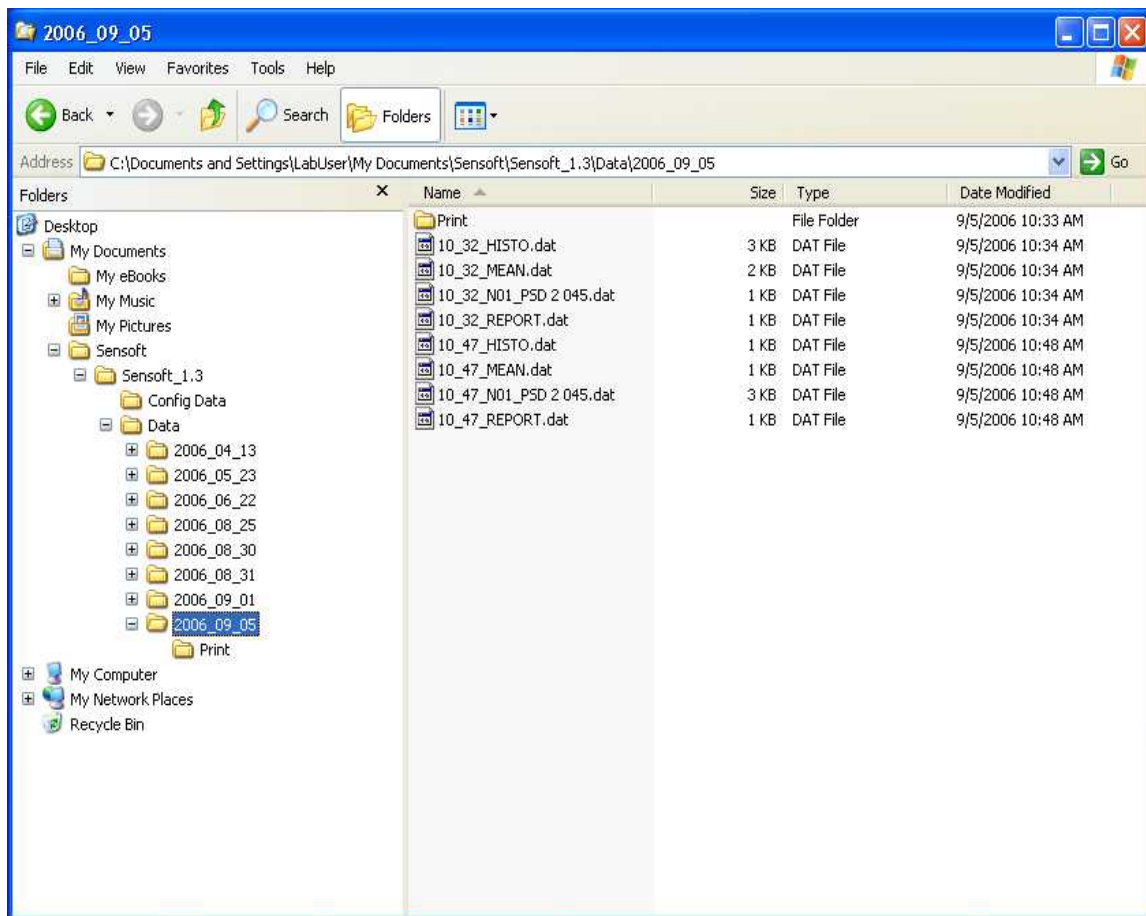 2006_09_05
File Edit View Favorites Tools Help
Back Search Folders
Address C:\Documents and Settings\LabUser\My Documents\Sensoft\Sensoft_1.3\Data\2006_09_05 Go
Folders x
Desktop
My Documents
My eBooks
My Music
My Pictures
Sensoft
Sensoft_1.3
Config Data
Data
2006_04_13
2006_05_23
2006_06_22
2006_08_25
2006_08_30
2006_08_31
2006_09_01
2006_09_05
Print
My Computer
My Network Places
Recycle Bin
Name Size Type Date Modified
Print File Folder 9/5/2006 10:33 AM
10_32_HISTO.dat 3 KB DAT File 9/5/2006 10:34 AM
10_32_MEAN.dat 2 KB DAT File 9/5/2006 10:34 AM
10_32_N01_PSD 2 045.dat 1 KB DAT File 9/5/2006 10:34 AM
10_32_REPORT.dat 1 KB DAT File 9/5/2006 10:34 AM
10_47_HISTO.dat 1 KB DAT File 9/5/2006 10:48 AM
10_47_MEAN.dat 1 KB DAT File 9/5/2006 10:48 AM
10_47_N01_PSD 2 045.dat 3 KB DAT File 9/5/2006 10:48 AM
10_47_REPORT.dat 1 KB DAT File 9/5/2006 10:48 AM